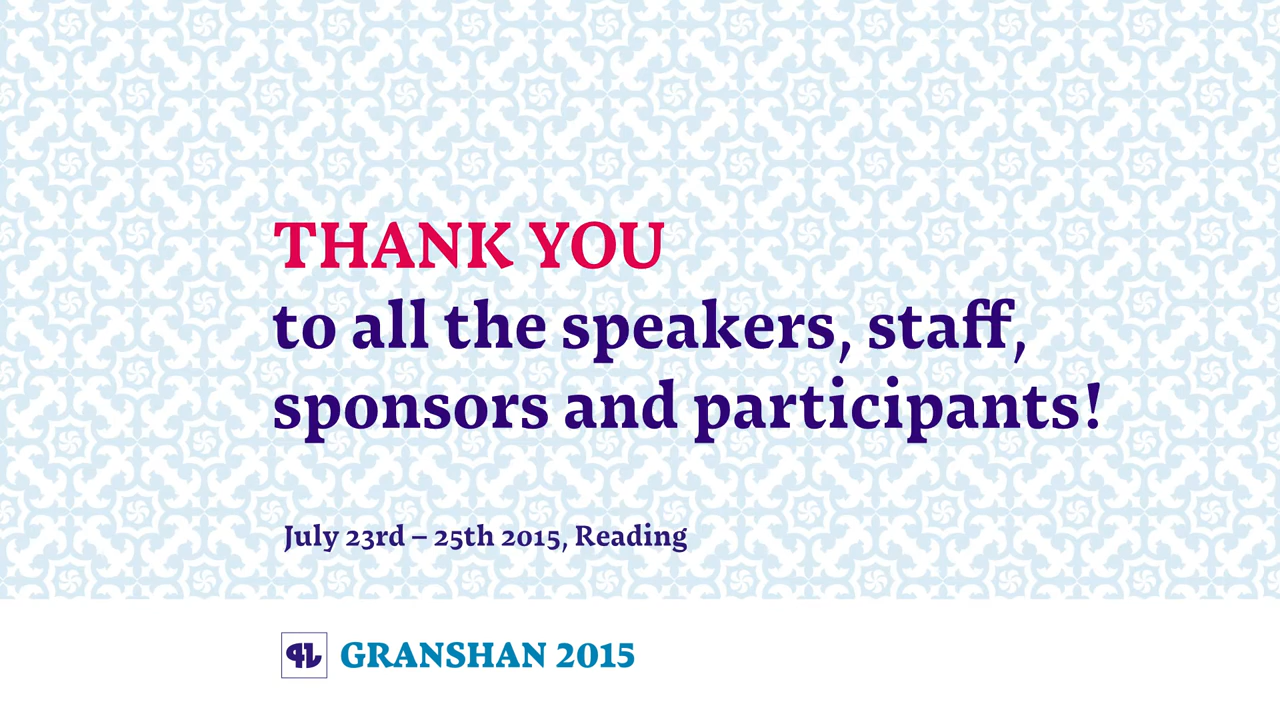 THANK YOU
to all the speakers, staff,
sponsors and participants!
July 23rd – 25th 2015, Reading
GRANSHAN 2015